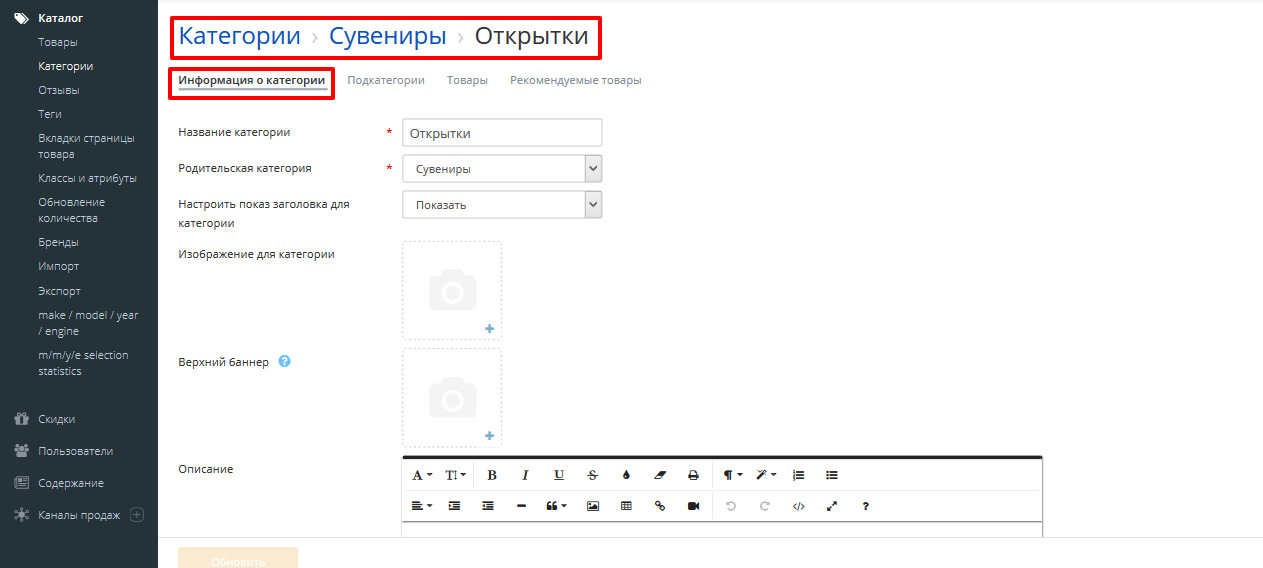 Каталог
Товары
Категории
Отзывы
Теги
Вкладки страницы
товара
Классы и атрибуты
Обновление
количества
Бренды
Импорт
Экспорт
make / model / year
/ engine
m/m/y/e selection
statistics
Скидки
Пользователи
Содержание
Каналы продаж
Категории › Сувениры › Открытки
Информация о категории Подкатегории Товары Рекомендуемые товары
Название категории * Открытки
Родительская категория * Сувениры
Настроить показ заголовка для Показать
категории
Изображение для категории
Верхний баннер ?
Описание
Обновить